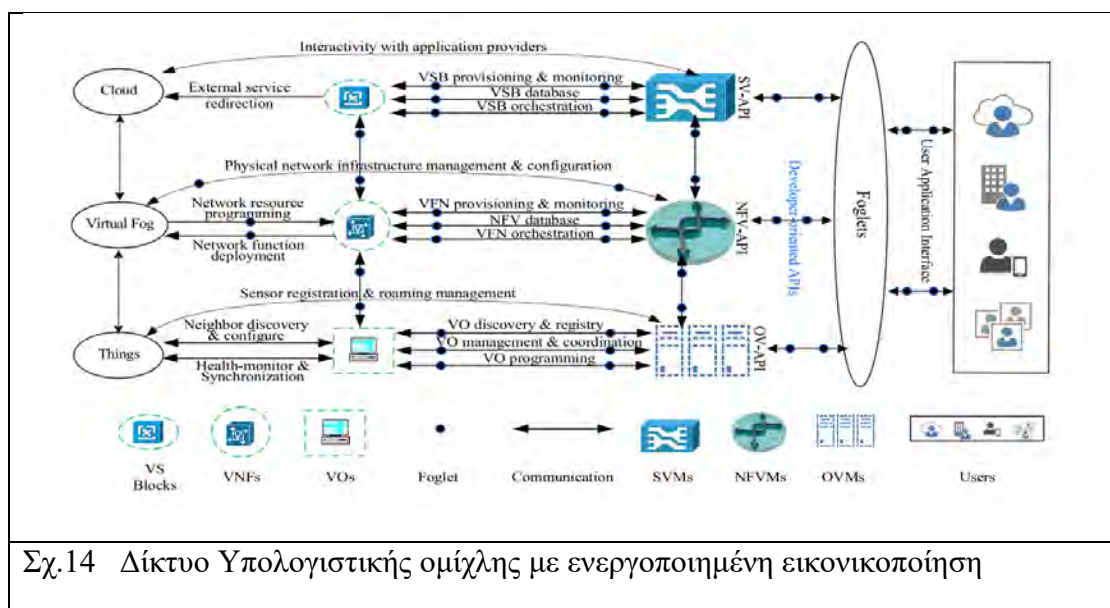 Interactivity with application providers
Cloud
External service
redirection
VSB provisioning & monitoring
VSB database
VSB orchestration
SV-API
Physical network infrastructure management & configuration
Virtual Fog
Network resource
programming
Network function
deployment
VFN provisioning & monitoring
NFV database
VFN orchestration
NFV-API
Sensor registration & roaming management
Things
Neighbor discovery
& configure
Health-monitor &
Synchronization
VO discovery & registry
VO management & coordination
VO programming
OV-API
Developer-oriented APIs
Foglets
User Application Interface
VS
Blocks
VNFs
VOs
Foglet
Communication
SVMs
NFVMs
OVMs
Users
Σχ.14 Δίκτυο Υπολογιστικής ομίχλης με ενεργοποιημένη εικονικοποίηση